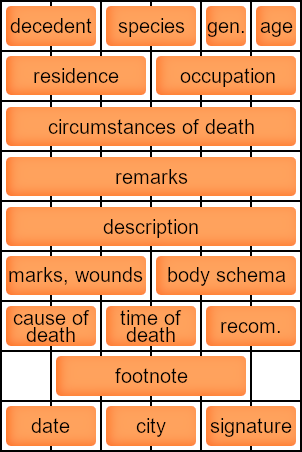 decedent species gen. age
residence occupation
circumstances of death
remarks
description
marks, wounds body schema
cause of death time of death recom.
footnote
date city signature